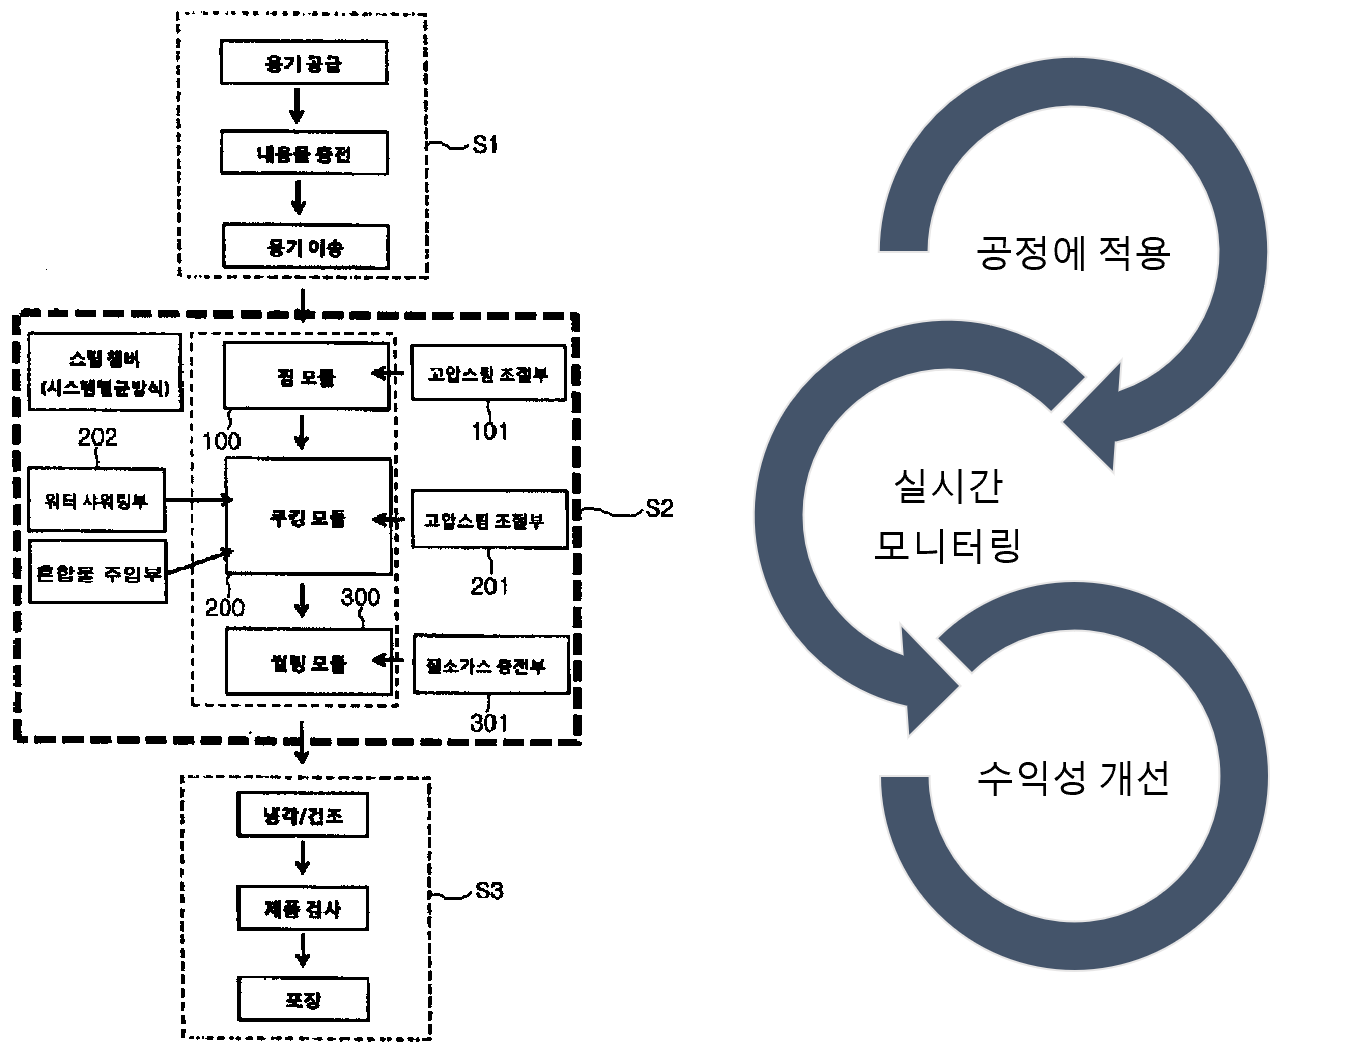 용기 공급
내용물 충전
용기 이송
S1
스팀 챔버
(시스템멸균방식)
찜 모듈
고압스팀 조절부
100
101
202
워터 샤워링부
쿠킹 모듈
고압스팀 조절부
S2
혼합물 주입부
200
201
300
씰링 모듈
질소가스 충전부
301
냉각/건조
제품 검사
S3
포장
공정에 적용
실시간
모니터링
수익성 개선